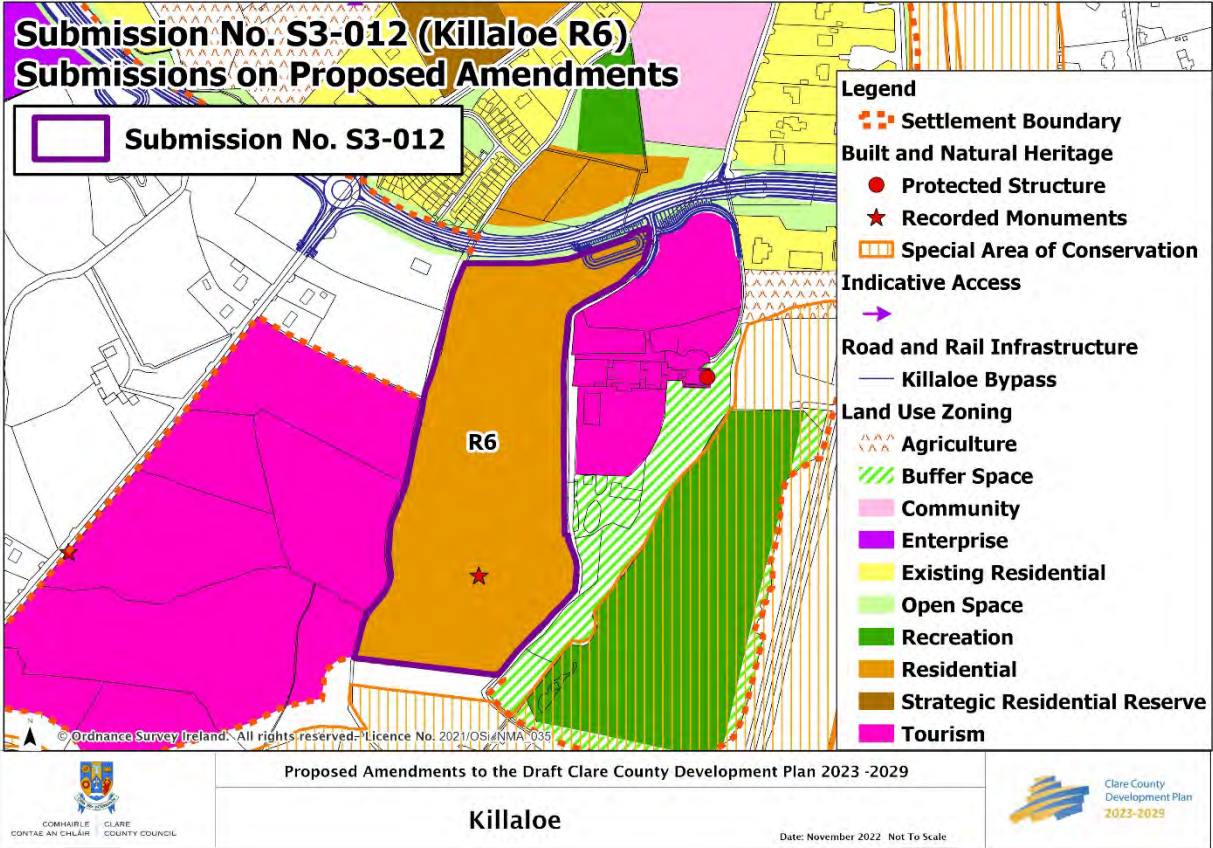 Submission No. S3-012 (Killaloe R6)
Submissions on Proposed Amendments
Submission No. S3-012
R6
N
© Ordnance Survey Ireland. All rights reserved- Licence No. 2021/OSi_NMA_035
Legend
Settlement Boundary
Built and Natural Heritage
Protected Structure
Recorded Monuments
Special Area of Conservation
Indicative Access
Road and Rail Infrastructure
Killaloe Bypass
Land Use Zoning
Agriculture
Buffer Space
Community
Enterprise
Existing Residential
Open Space
Recreation
Residential
Strategic Residential Reserve
Tourism
COMHAIRLE CLARE
CONTAE AN CHLÁIR COUNTY COUNCIL
Proposed Amendments to the Draft Clare County Development Plan 2023 -2029
Killaloe
Date: November 2022 Not To Scale
Clare County
Development Plan
2023-2029